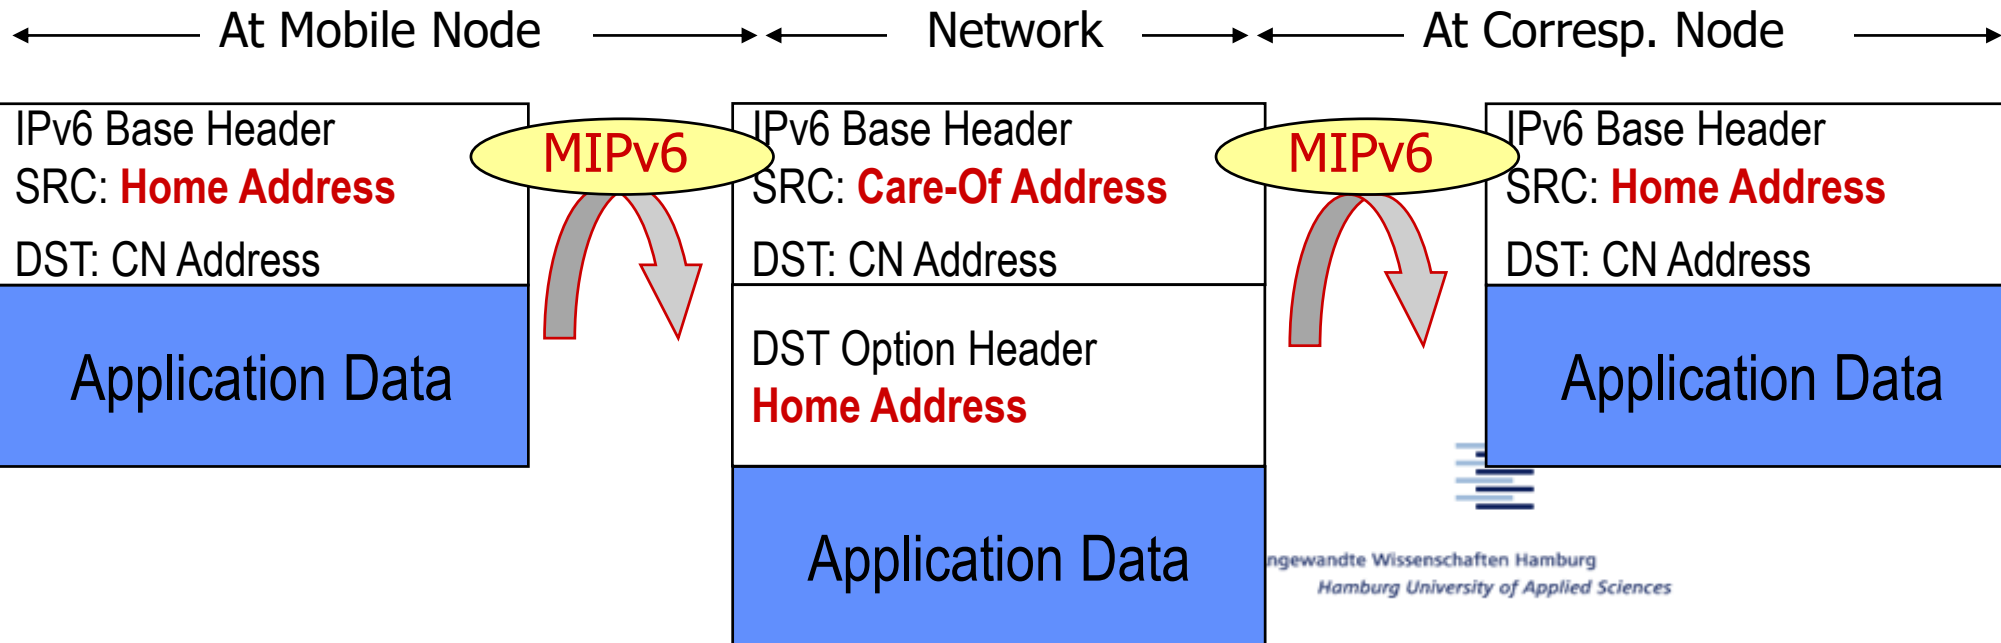 At Mobile Node
Network
At Corresp. Node
IPv6 Base Header
SRC: Home Address
DST: CN Address
Application Data
MIPv6
IPv6 Base Header
SRC: Care-Of Address
DST: CN Address
DST Option Header
Home Address
Application Data
MIPv6
IPv6 Base Header
SRC: Home Address
DST: CN Address
Application Data
ngewandte Wissenschaften Hamburg
Hamburg University of Applied Sciences